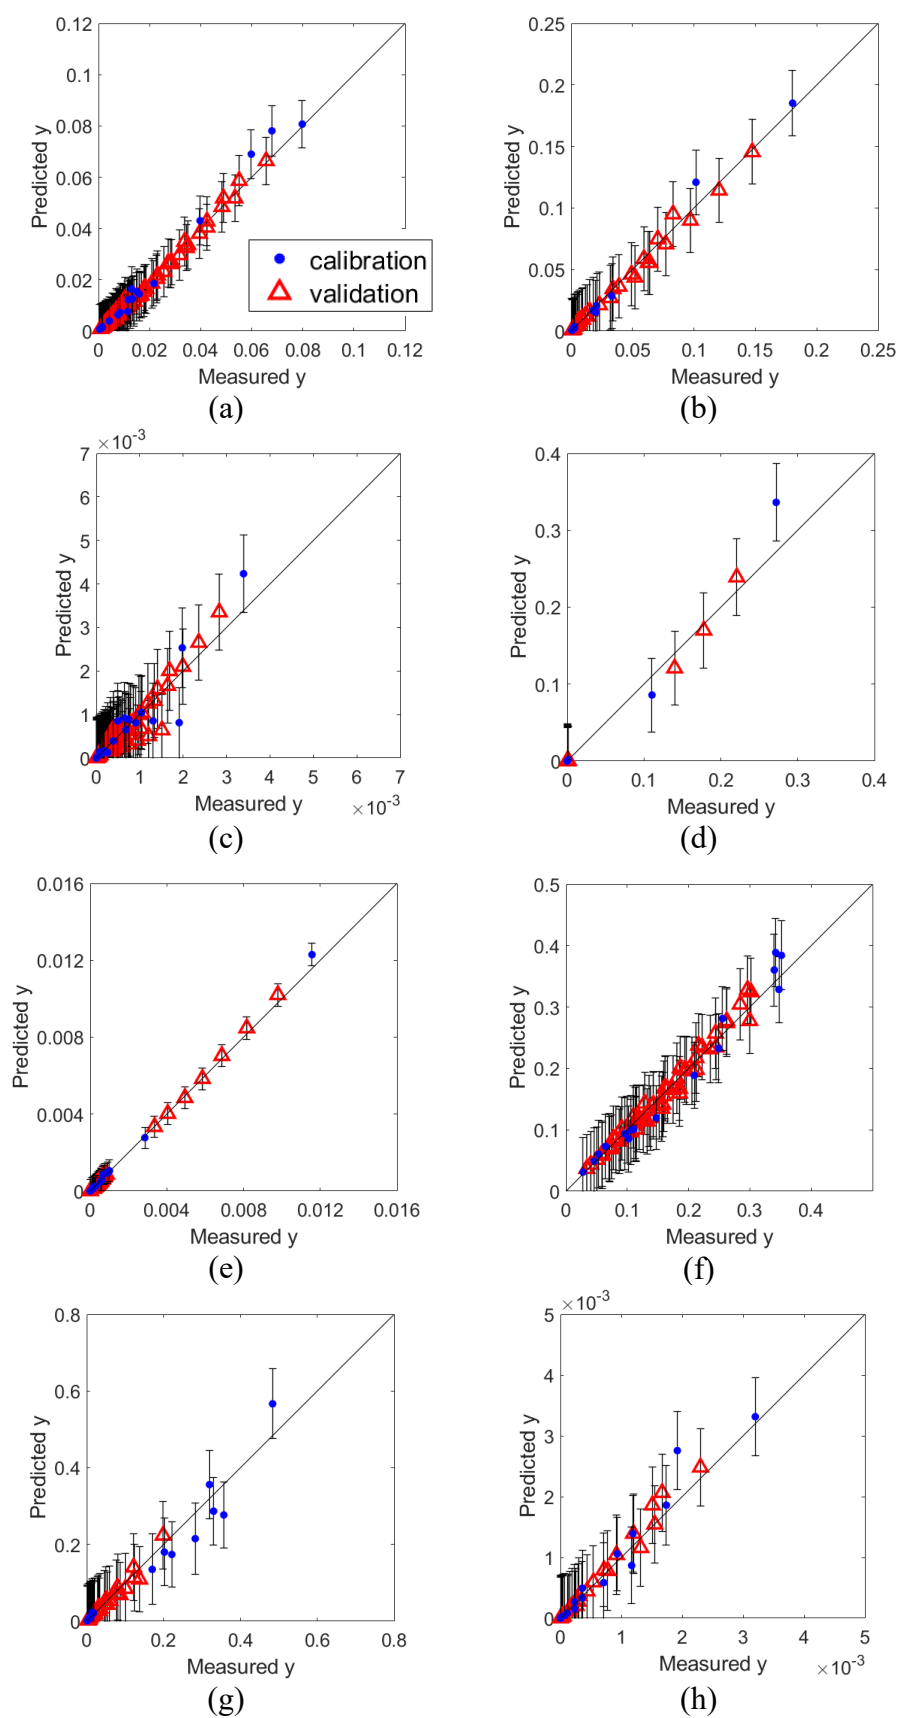 0.12
0.1
0.08
0.06
0.04
0.02
0
Predicted y
0 0.02 0.04 0.06 0.08 0.1 0.12
Measured y
calibration
validation
(a)
0.25
0.2
0.15
0.1
0.05
0
Predicted y
0 0.05 0.1 0.15 0.2 0.25
Measured y
(b)
×10⁻³
7
6
5
4
3
2
1
0
Predicted y
0 1 2 3 4 5 6 7
Measured y ×10⁻³
(c)
0.4
0.3
0.2
0.1
0
Predicted y
0 0.1 0.2 0.3 0.4
Measured y
(d)
0.016
0.012
0.008
0.004
0
Predicted y
0 0.004 0.008 0.012 0.016
Measured y
(e)
0.5
0.4
0.3
0.2
0.1
0
Predicted y
0 0.1 0.2 0.3 0.4
Measured y
(f)
0.8
0.6
0.4
0.2
0
Predicted y
0 0.2 0.4 0.6 0.8
Measured y
(g)
×10⁻³
5
4
3
2
1
0
Predicted y
0 1 2 3 4 5
Measured y ×10⁻³
(h)